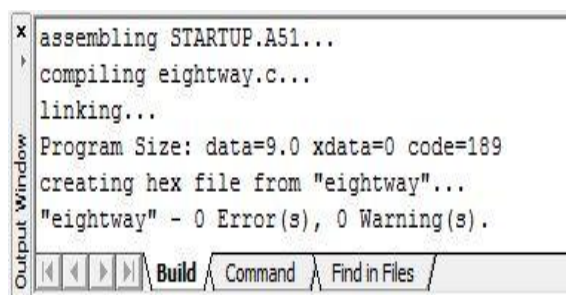 assembling STARTUP.A51...
compiling eightway.c...
linking...
Program Size: data=9.0 xdata=0 code=189
creating hex file from "eightway"...
"eightway" - 0 Error(s), 0 Warning(s).
Output Window
Build Command Find in Files